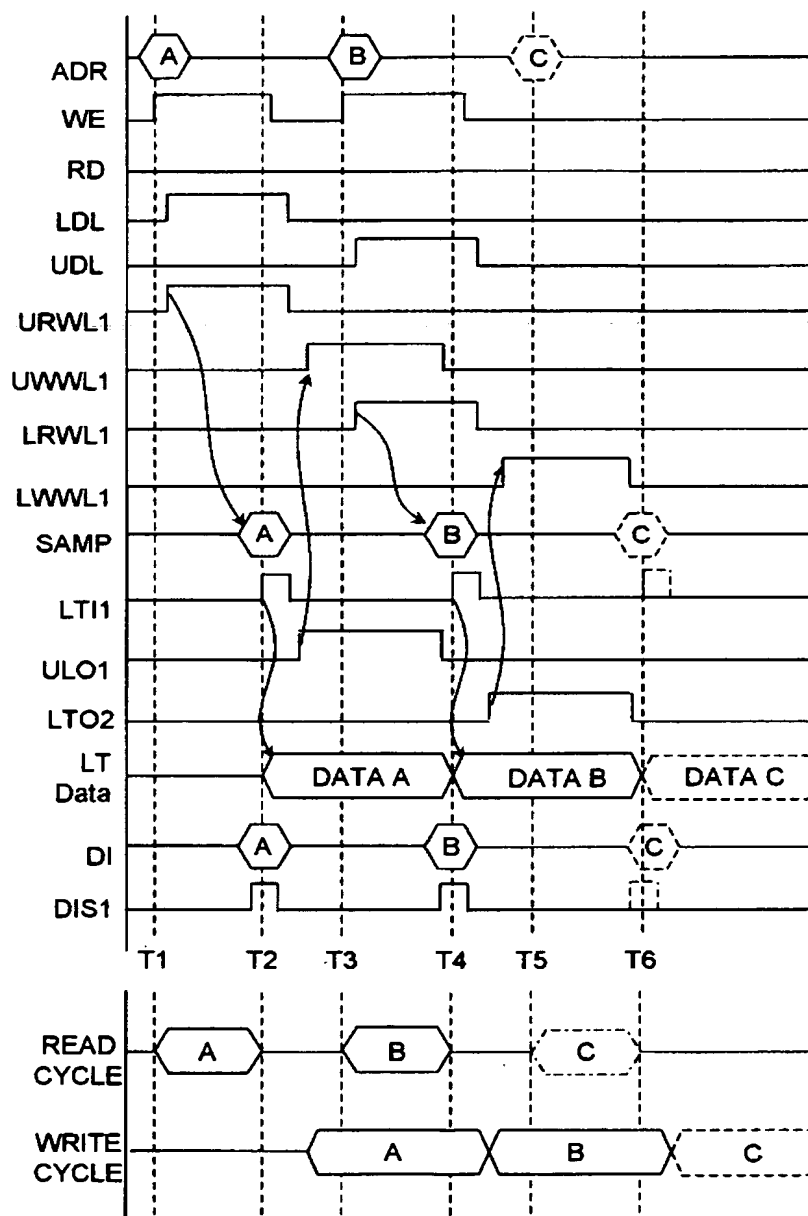 ADR A B C
WE
RD
LDL
UDL
URWL1
UWWL1
LRWL1
LWWL1
SAMP A B C
LTI1
ULO1
LTO2
LT Data DATA A DATA B DATA C
DI A B C
DIS1
T1 T2 T3 T4 T5 T6
READ CYCLE A B C
WRITE CYCLE A B C